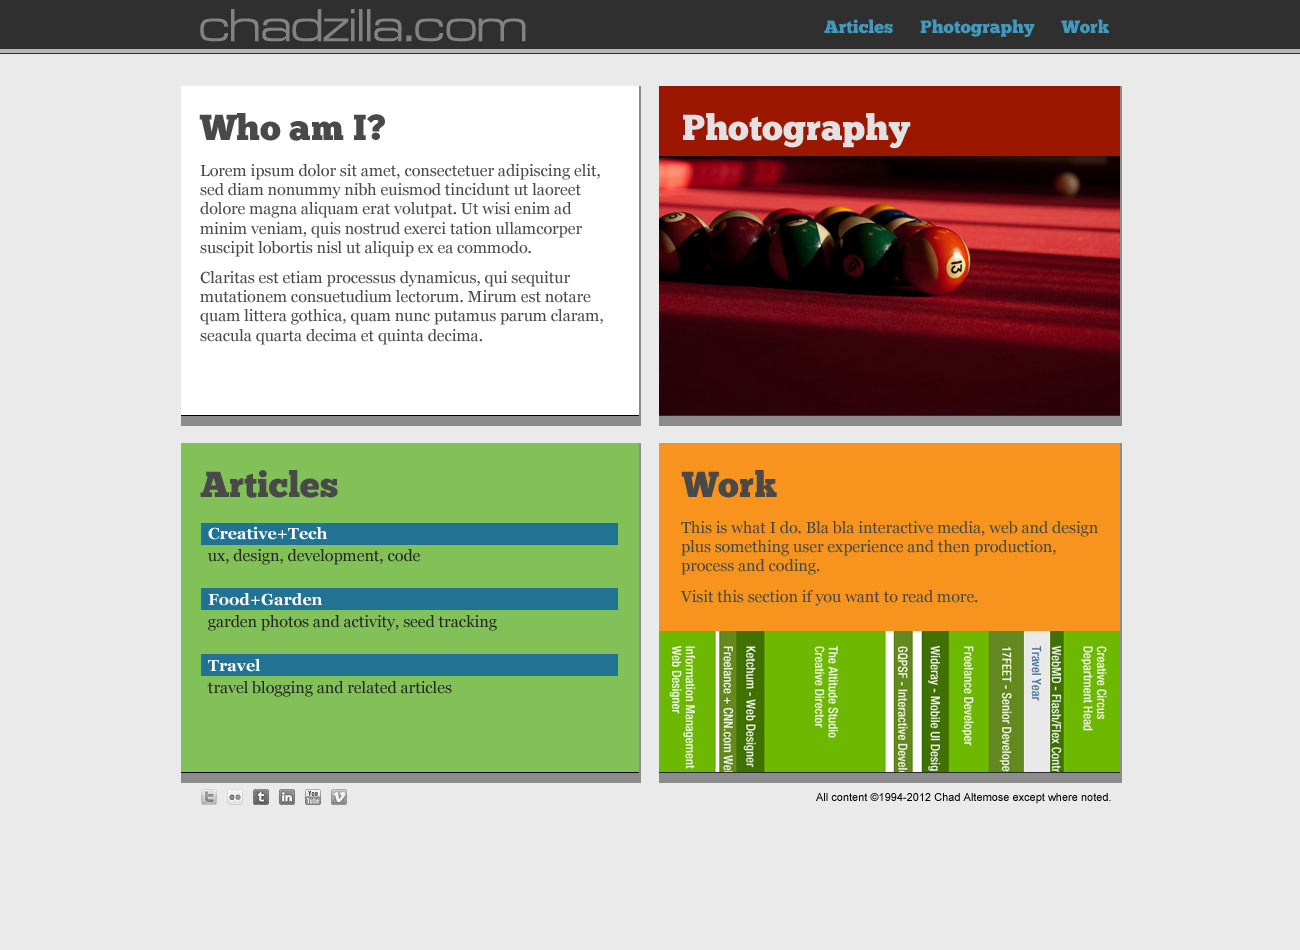 chadzilla.com
Articles Photography Work
Who am I?
Lorem ipsum dolor sit amet, consectetuer adipiscing elit,
sed diam nonummy nibh euismod tincidunt ut laoreet
dolore magna aliquam erat volutpat. Ut wisi enim ad
minim veniam, quis nostrud exerci tation ullamcorper
suscipit lobortis nisl ut aliquip ex ea commodo.
Claritas est etiam processus dynamicus, qui sequitur
mutationem consuetudium lectorum. Mirum est notare
quam littera gothica, quam nunc putamus parum claram,
seacula quarta decima et quinta decima.
Photography
13
Articles
Creative+Tech
ux, design, development, code
Food+Garden
garden photos and activity, seed tracking
Travel
travel blogging and related articles
Work
This is what I do. Bla bla interactive media, web and design
plus something user experience and then production,
process and coding.
Visit this section if you want to read more.
Information Management
Web Designer
Freelance + CNN.com We
Ketchum - Web Designer
The Altitude Studio
Creative Director
GQPSF - Interactive Devel
Wideray - Mobile UI Desig
Freelance Developer
17FEET - Senior Develope
Travel Year
WebMD - Flash/Flex Contr
Creative Circus
Department Head
t in You Tube
All content ©1994-2012 Chad Altemose except where noted.